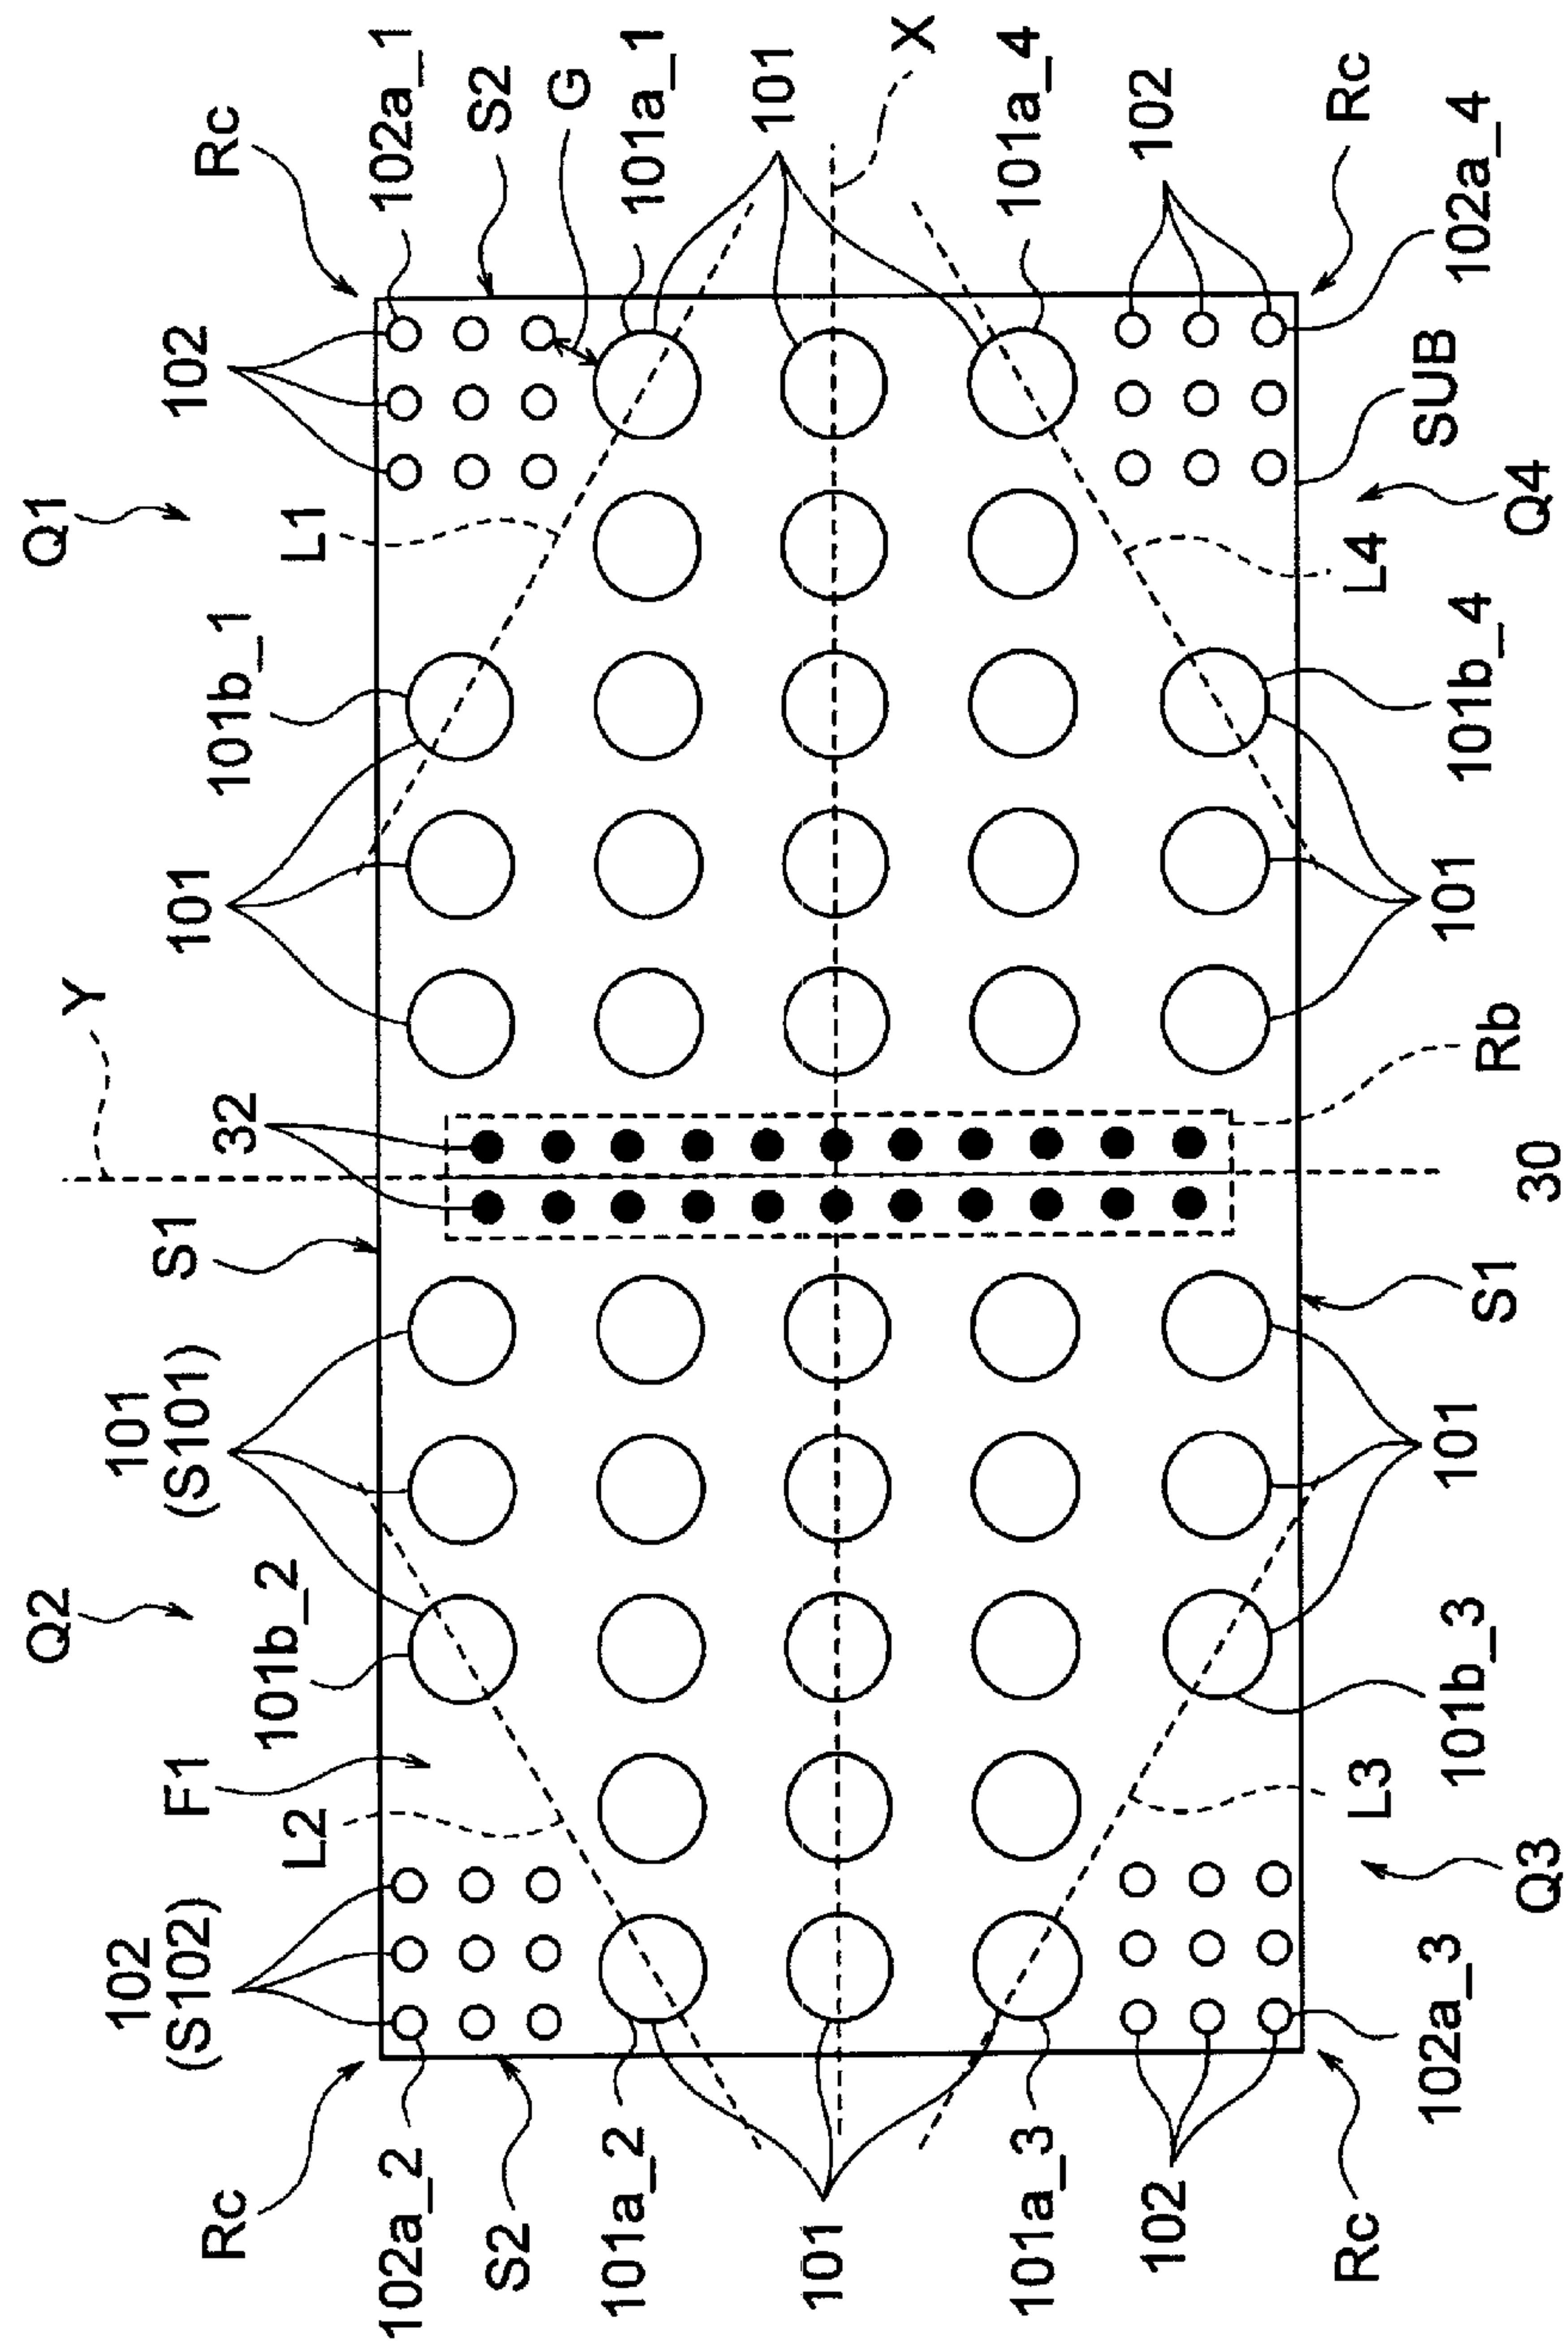 Q2
Q1
Y
102
(S102)
101
(S101)
F1
S1
101
102
Rc
101b_2
32
101b_1
Rc
L2
L1
102a_2
102a_1
S2
S2
G
101a_2
101a_1
101
101
X
101a_3
101a_4
102
102
Rc
L3
L4
Rc
102a_3
101b_3
101
101
101b_4
102a_4
S1
Rb
SUB
Q3
30
Q4